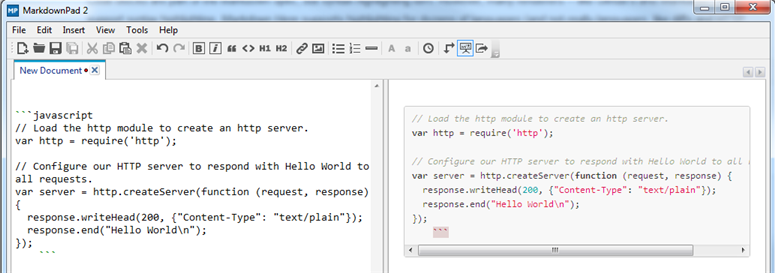 MarkdownPad 2
File Edit Insert View Tools Help
B I “ <> H1 H2 A a
New Document
```javascript
// Load the http module to create an http server.
var http = require('http');
// Configure our HTTP server to respond with Hello World to
all requests.
var server = http.createServer(function (request, response)
{
response.writeHead(200, {"Content-Type": "text/plain"});
response.end("Hello World\n");
});
```
// Load the http module to create an http server.
var http = require('http');
// Configure our HTTP server to respond with Hello World to all
var server = http.createServer(function (request, response) {
response.writeHead(200, {"Content-Type": "text/plain"});
response.end("Hello World\n");
});
```